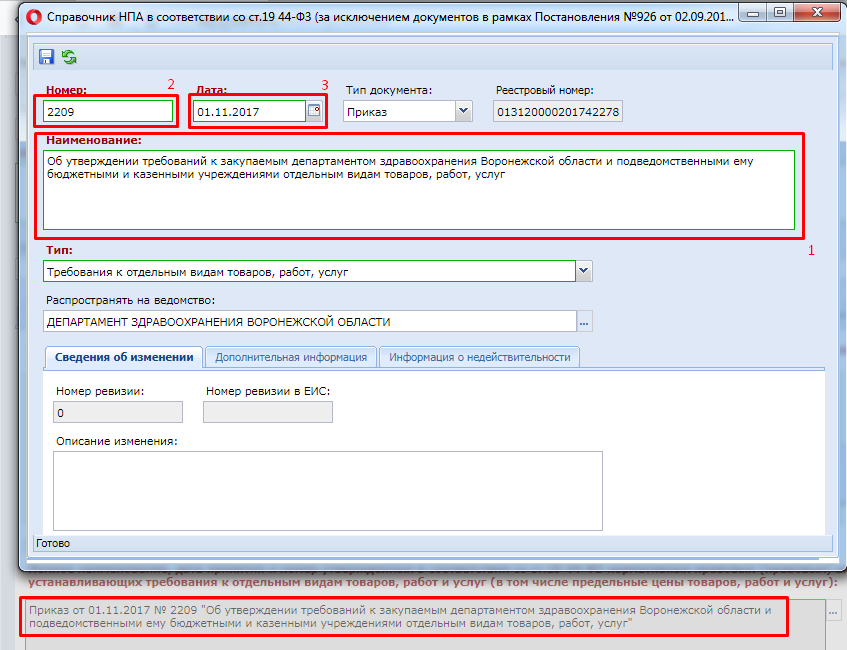 Справочник НПА в соответствии со ст.19 44-ФЗ (за исключением документов в рамках Постановления №926 от 02.09.201...
Номер: 2 Дата: 3 Тип документа: Реестровый номер:
2209 01.11.2017 Приказ 013120000201742278
Наименование:
Об утверждении требований к закупаемым департаментом здравоохранения Воронежской области и подведомственными ему
бюджетными и казенными учреждениями отдельным видам товаров, работ, услуг
1
Тип:
Требования к отдельным видам товаров, работ, услуг
Распространять на ведомство:
ДЕПАРТАМЕНТ ЗДРАВООХРАНЕНИЯ ВОРОНЕЖСКОЙ ОБЛАСТИ ...
Сведения об изменении Дополнительная информация Информация о недействительности
Номер ревизии: Номер ревизии в ЕИС:
0
Описание изменения:
Готово
устанавливающих требования к отдельным видам товаров, работ и услуг (в том числе предельные цены товаров, работ и услуг):
Приказ от 01.11.2017 № 2209 "Об утверждении требований к закупаемым департаментом здравоохранения Воронежской области и ...
подведомственными ему бюджетными и казенными учреждениями отдельным видам товаров, работ, услуг"